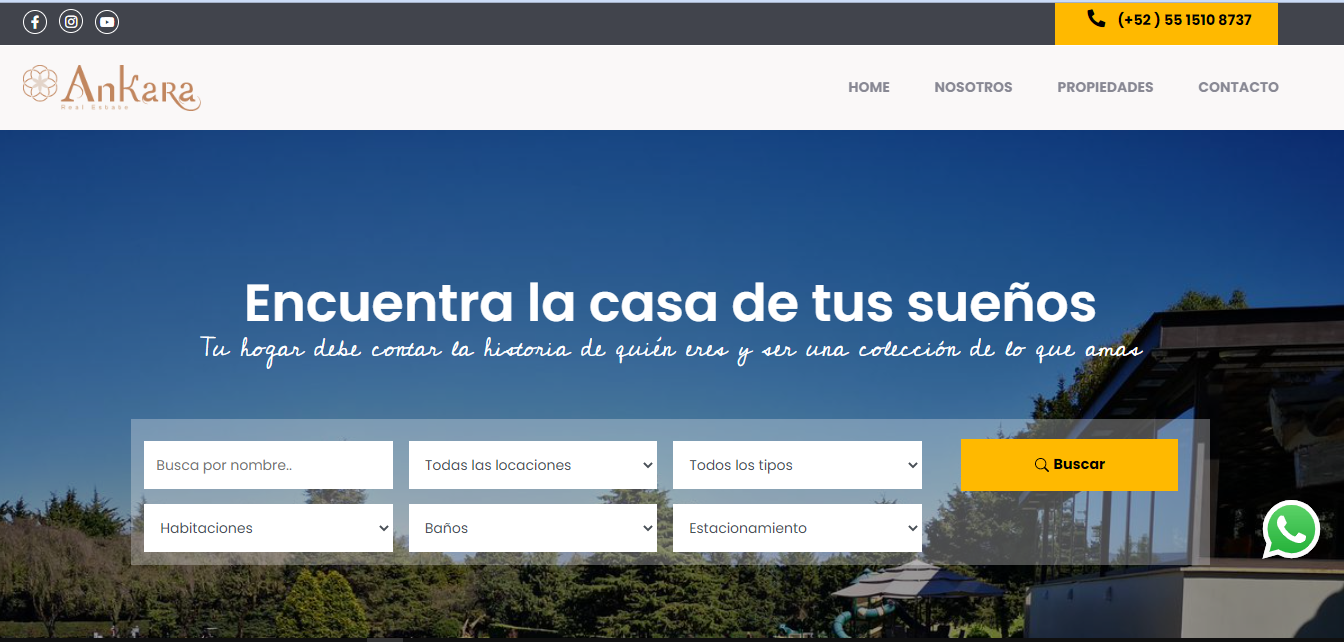 (+52 ) 55 1510 8737
AnKara
Real Estate
HOME NOSOTROS PROPIEDADES CONTACTO
Encuentra la casa de tus sueños
Tu hogar debe contar la historia de quién eres y ser una colección de lo que amas
Busca por nombre.. Todas las locaciones Todos los tipos Buscar
Habitaciones Baños Estacionamiento